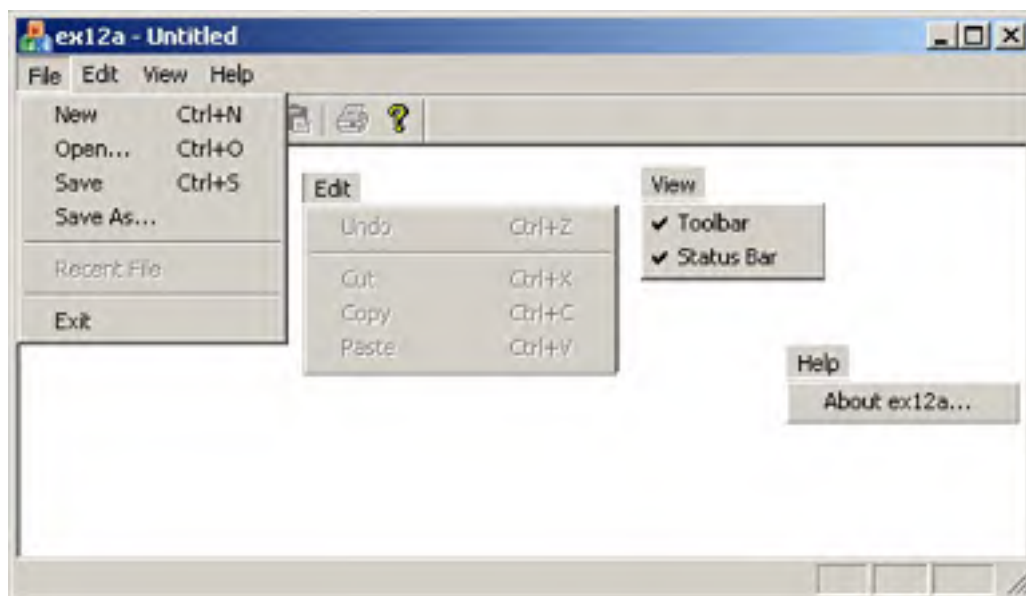 ex12a - Untitled
File Edit View Help
New Ctrl+N
Open... Ctrl+O
Save Ctrl+S
Save As...
Recent File
Exit
Edit
Undo Ctrl+Z
Cut Ctrl+X
Copy Ctrl+C
Paste Ctrl+V
View
Toolbar
Status Bar
Help
About ex12a...